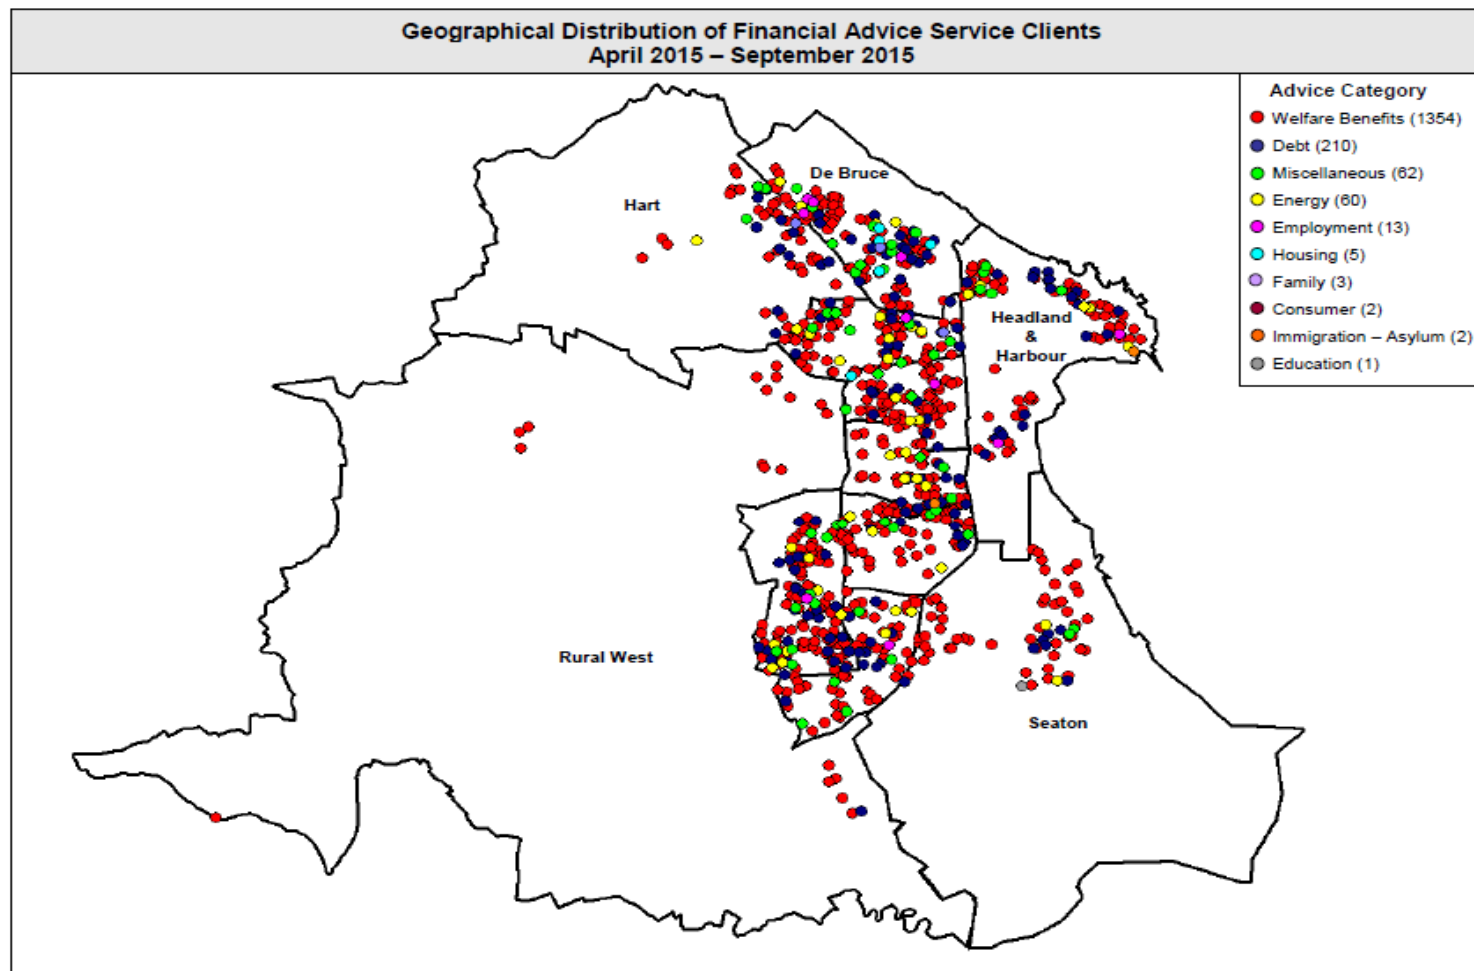 Geographical Distribution of Financial Advice Service Clients
April 2015 – September 2015
Advice Category
Welfare Benefits (1354)
Debt (210)
Miscellaneous (62)
Energy (60)
Employment (13)
Housing (5)
Family (3)
Consumer (2)
Immigration – Asylum (2)
Education (1)
De Bruce
Hart
Headland
&
Harbour
Rural West
Seaton